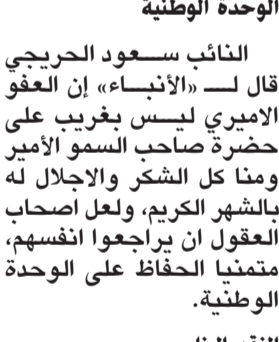 الوحدة الوطنية
النائب سعود الحريجي
قال لـ «الأنباء» إن العفو
الاميري ليس بغريب على
حضرة صاحب السمو الأمير
ومنا كل الشكر والاجلال له
بالشهر الكريم، ولعل اصحاب
العقول ان يراجعوا انفسهم،
متمنيا الحفاظ على الوحدة
الوطنية.